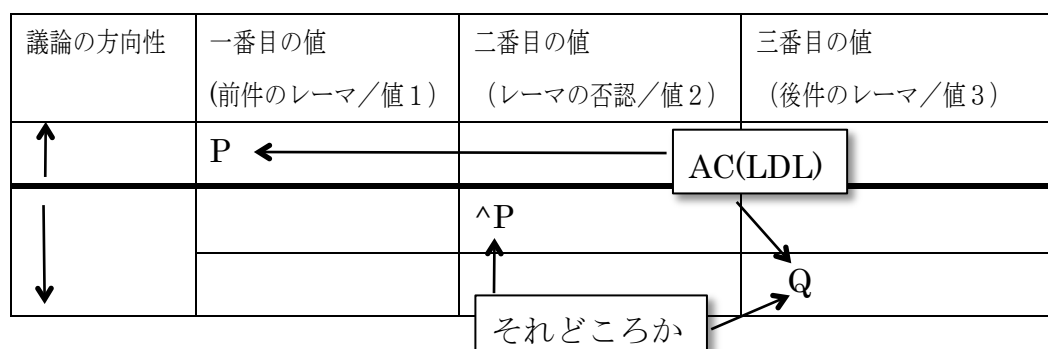 議論の方向性
一番目の値
(前件のレーマ／値１)
二番目の値
（レーマの否認／値２）
三番目の値
（後件のレーマ／値３）
P
AC(LDL)
^P
Q
それどころか